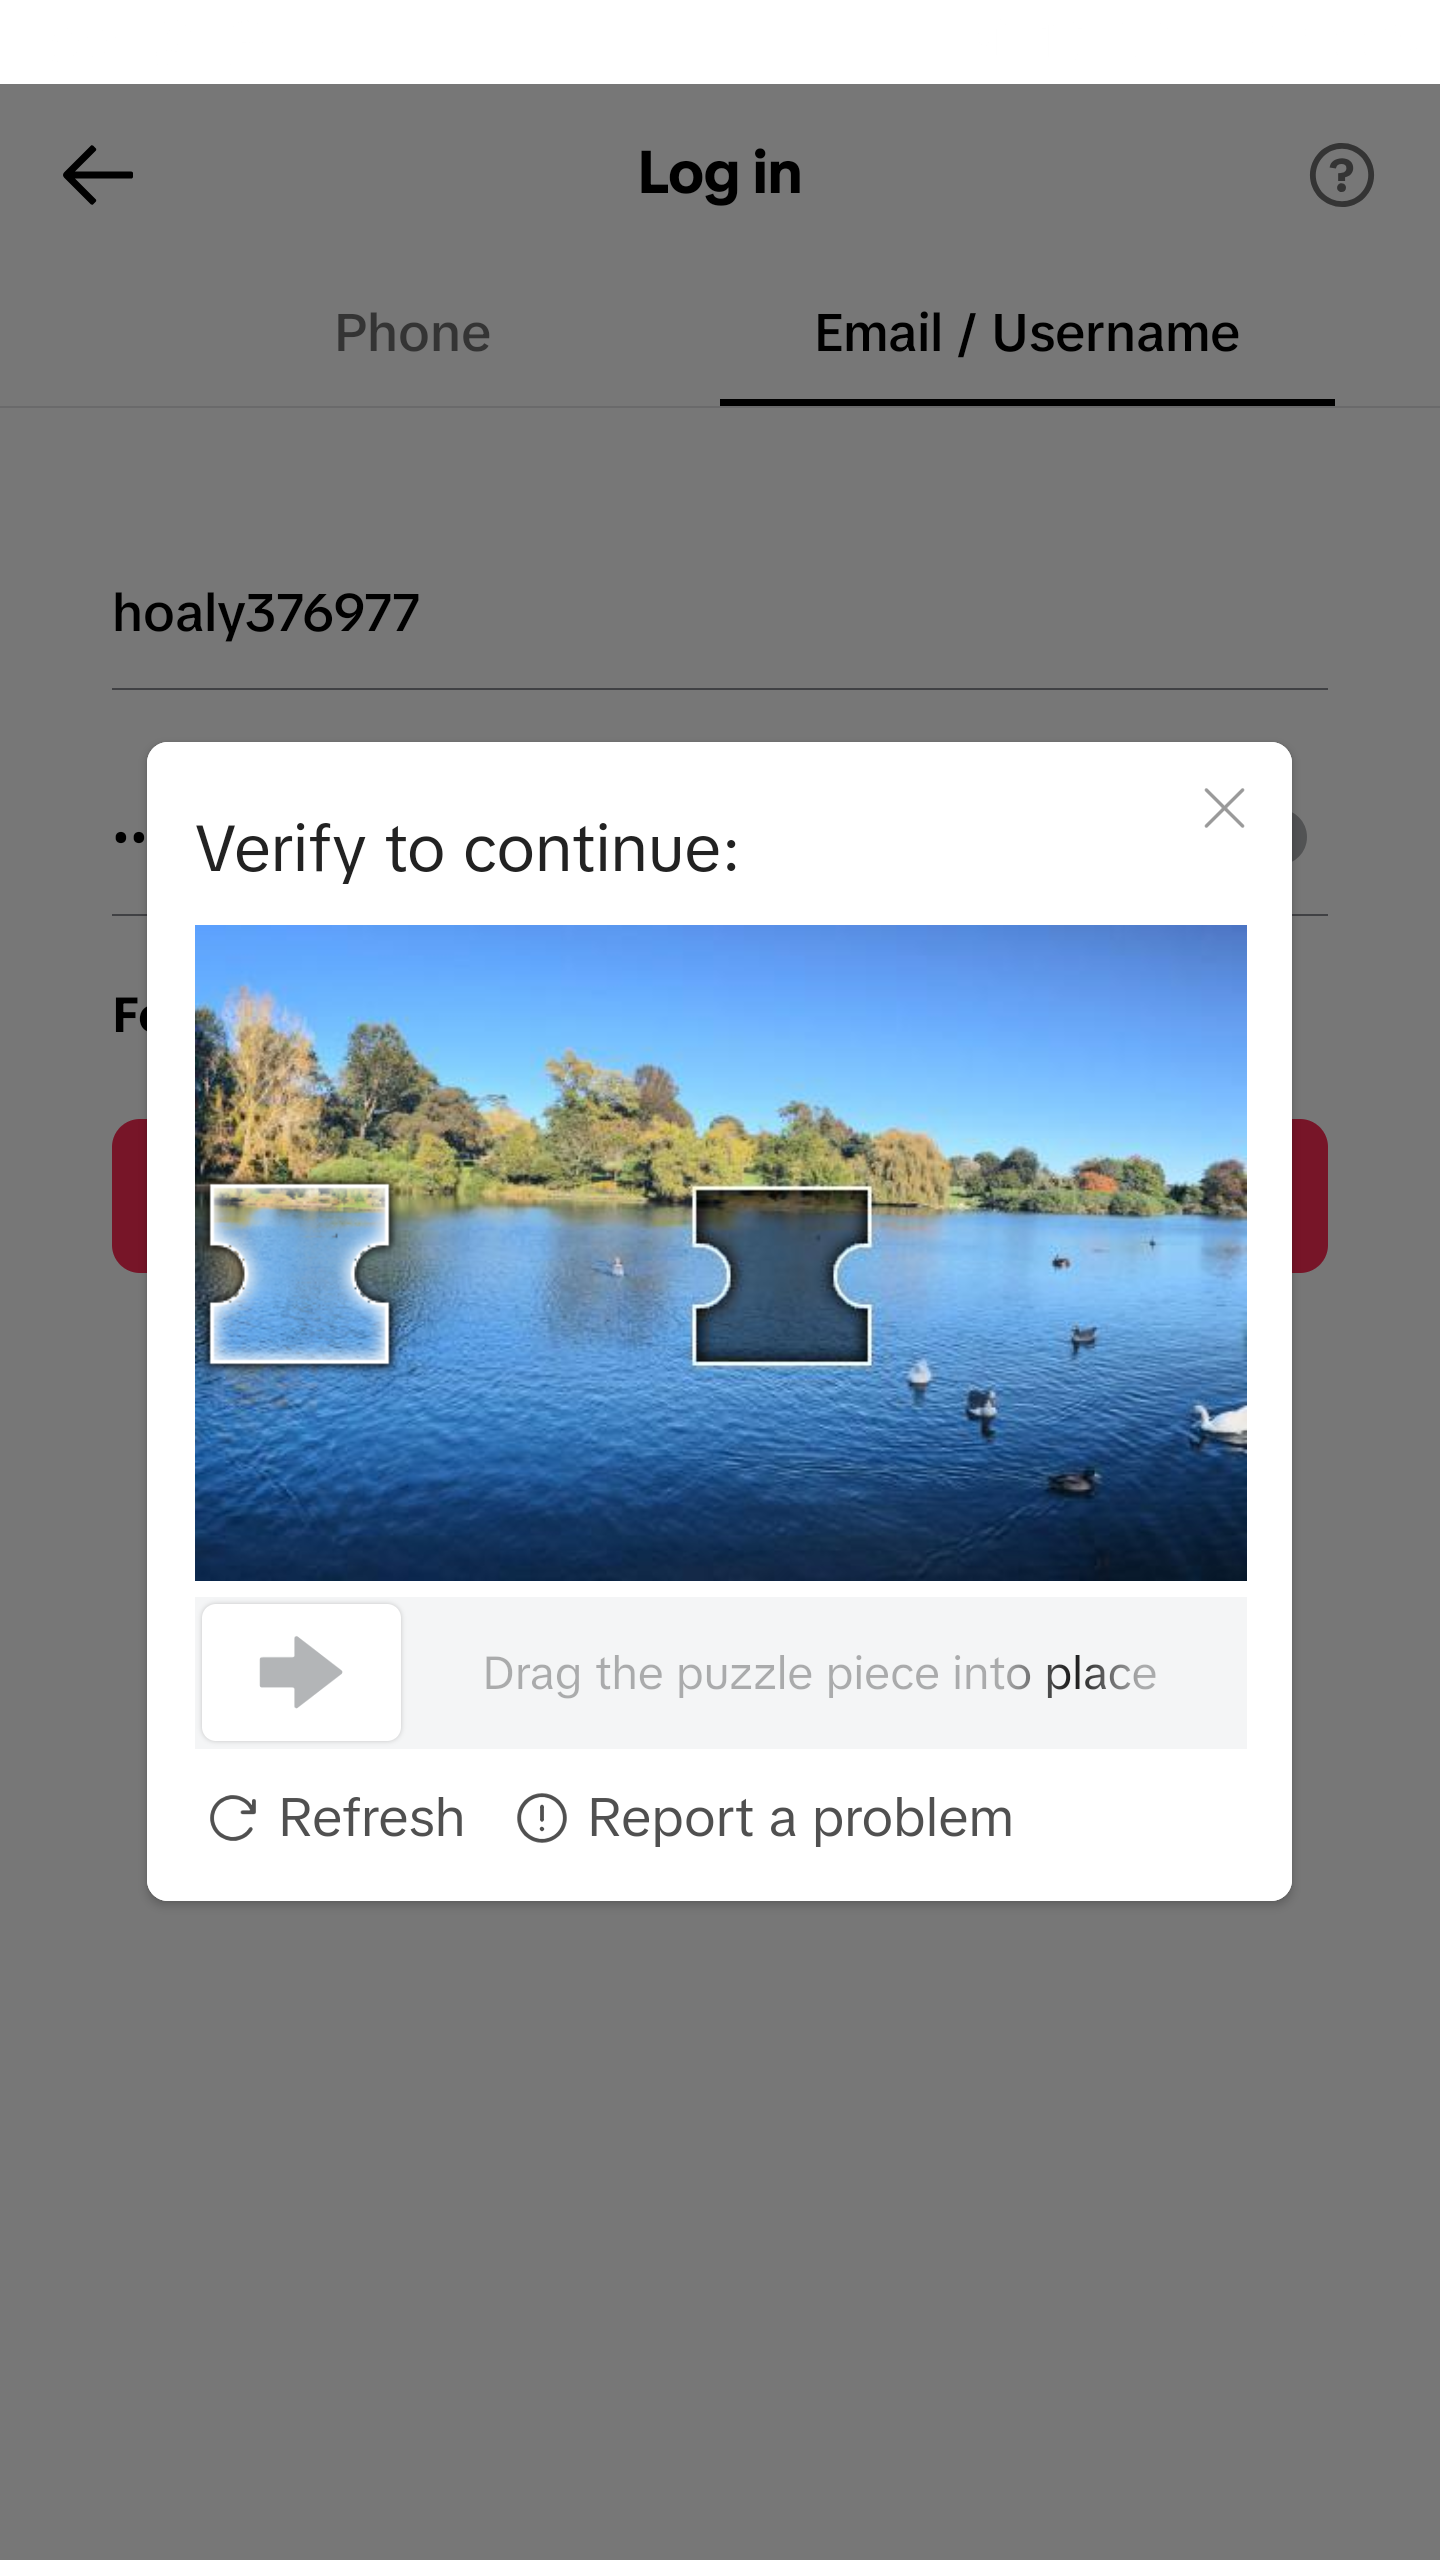 Log in
Phone
Email / Username
hoaly376977
Verify to continue:
Drag the puzzle piece into place
Refresh
Report a problem